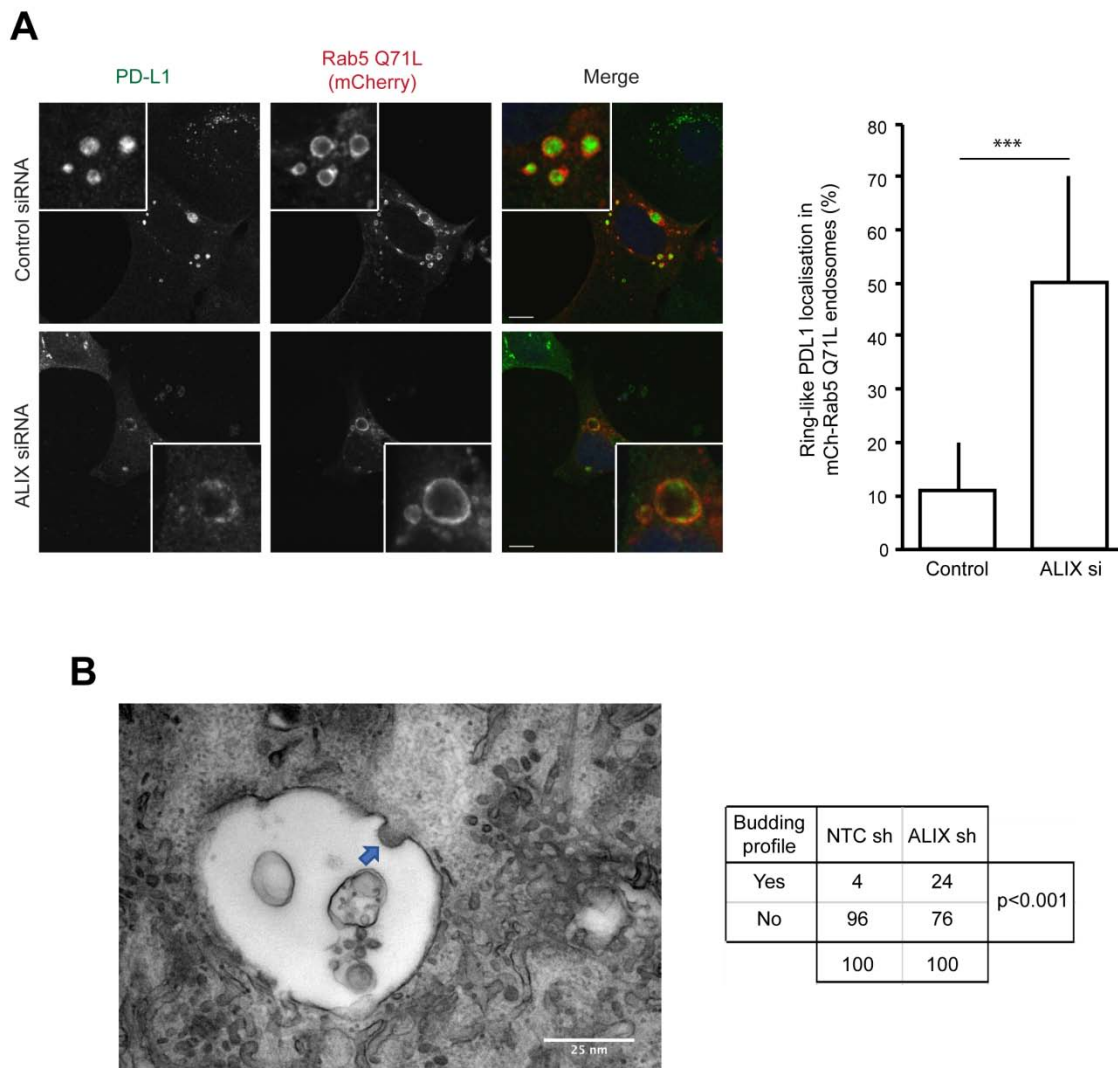 A
PD-L1
Rab5 Q71L
(mCherry)
Merge
Control siRNA
ALIX siRNA
Ring-like PDL1 localisation in
mCh-Rab5 Q71L endosomes (%)
80
70
60
50
40
30
20
10
0
***
Control
ALIX si
B
25 nm
Budding
profile
NTC sh
ALIX sh
Yes
4
24
p<0.001
No
96
76
100
100